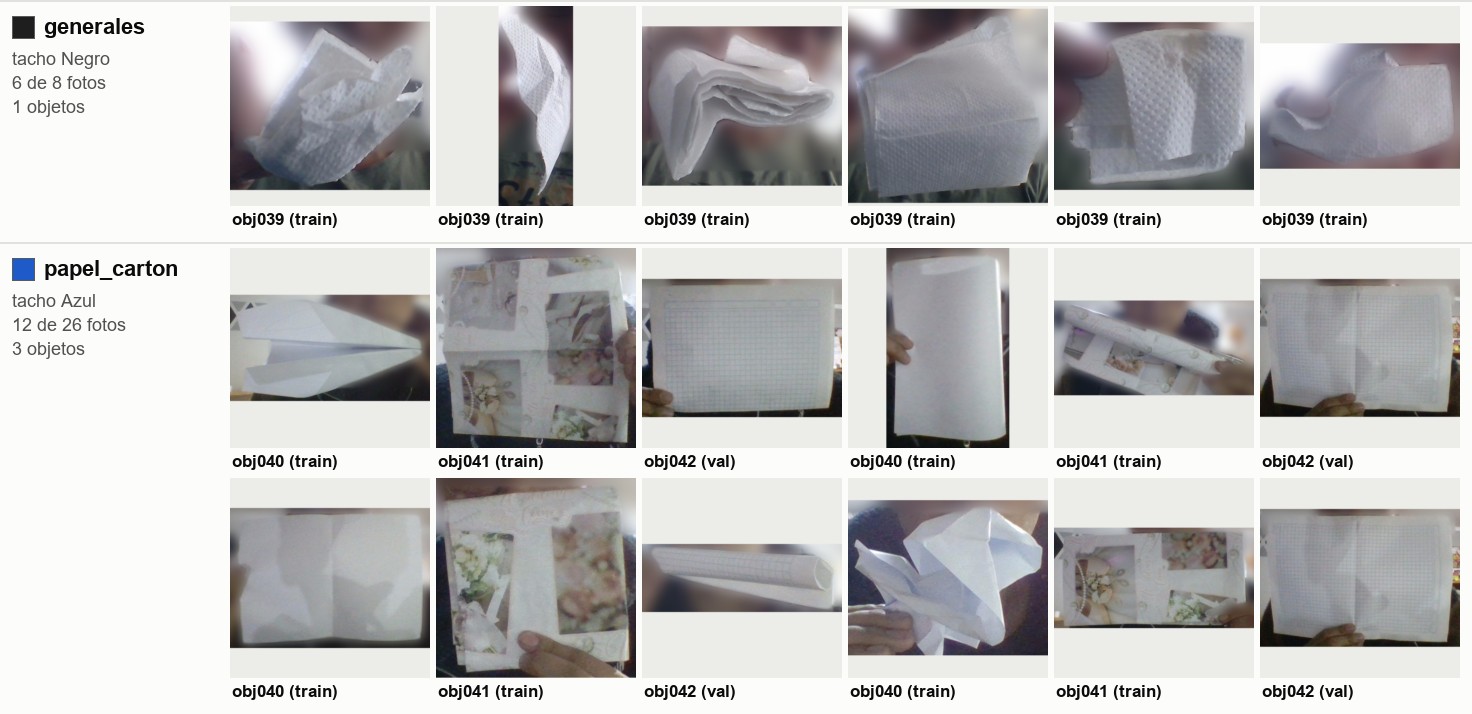 generales
tacho Negro
6 de 8 fotos
1 objetos
obj039 (train)
obj039 (train)
obj039 (train)
obj039 (train)
obj039 (train)
obj039 (train)
papel_carton
tacho Azul
12 de 26 fotos
3 objetos
obj040 (train)
obj041 (train)
obj042 (val)
obj040 (train)
obj041 (train)
obj042 (val)
obj040 (train)
obj041 (train)
obj042 (val)
obj040 (train)
obj041 (train)
obj042 (val)